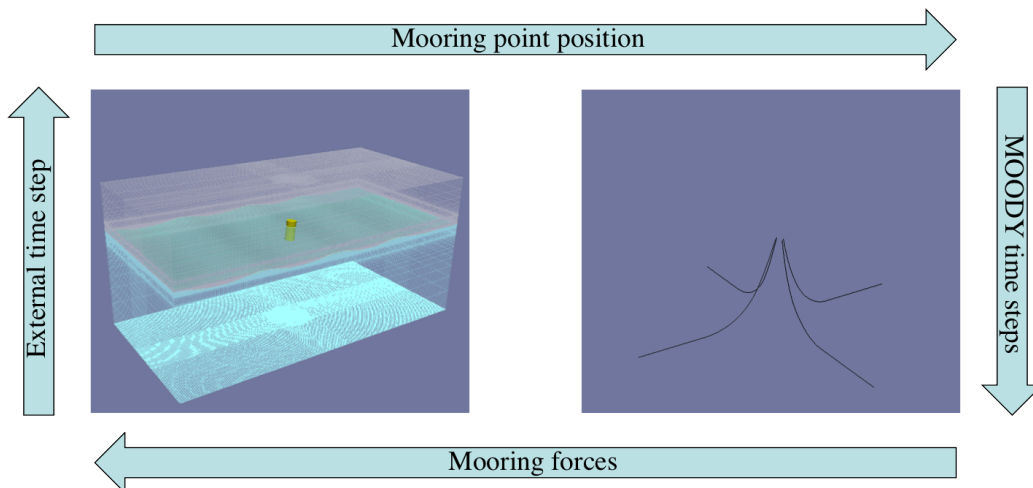 Mooring point position
External time step
MOODY time steps
Mooring forces